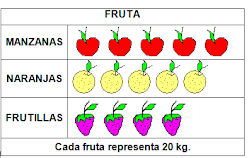 FRUTA
MANZANAS
NARANJAS
FRUTILLAS
Cada fruta representa 20 kg.